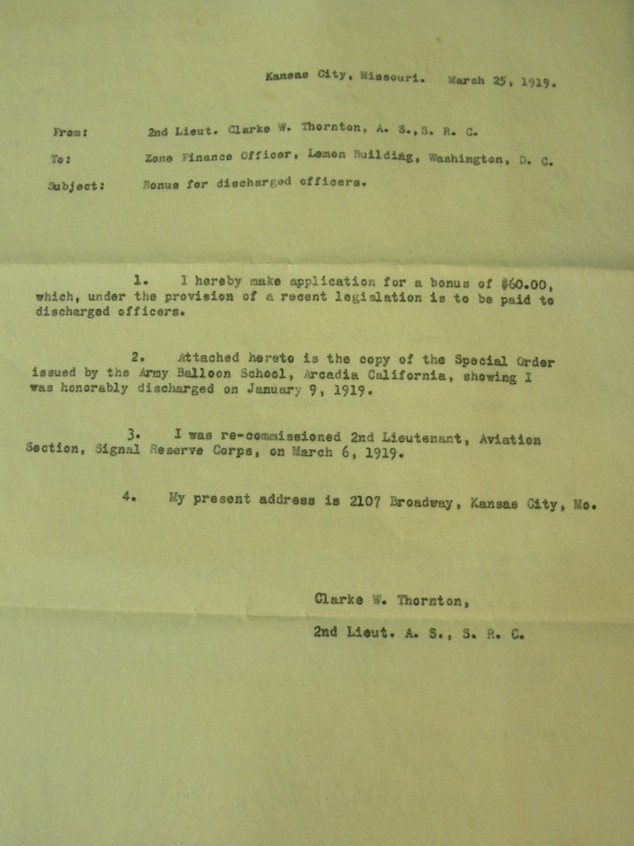 Kansas City, Missouri. March 25, 1919.
From: 2nd Lieut. Clarke W. Thornton, A. S.,S. R. C.
To: Zone Finance Officer, Lemon Building, Washington, D. C.
Subject: Bonus for discharged officers.
1. I hereby make application for a bonus of $60.00,
which, under the provision of a recent legislation is to be paid to
discharged officers.
2. Attached hereto is the copy of the Special Order
issued by the Army Balloon School, Arcadia California, showing I
was honorably discharged on January 9, 1919.
3. I was re-commissioned 2nd Lieutenant, Aviation
Section, Signal Reserve Corps, on March 6, 1919.
4. My present address is 2107 Broadway, Kansas City, Mo.
Clarke W. Thornton,
2nd Lieut. A. S., S. R. C.